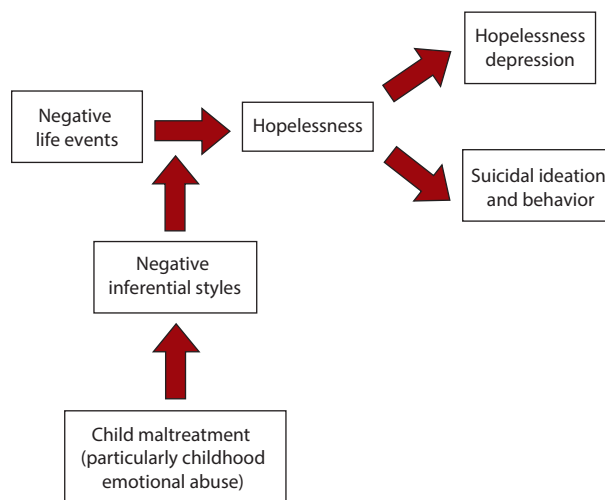 Hopelessness
depression
Negative
life events
Hopelessness
Suicidal ideation
and behavior
Negative
inferential styles
Child maltreatment
(particularly childhood
emotional abuse)